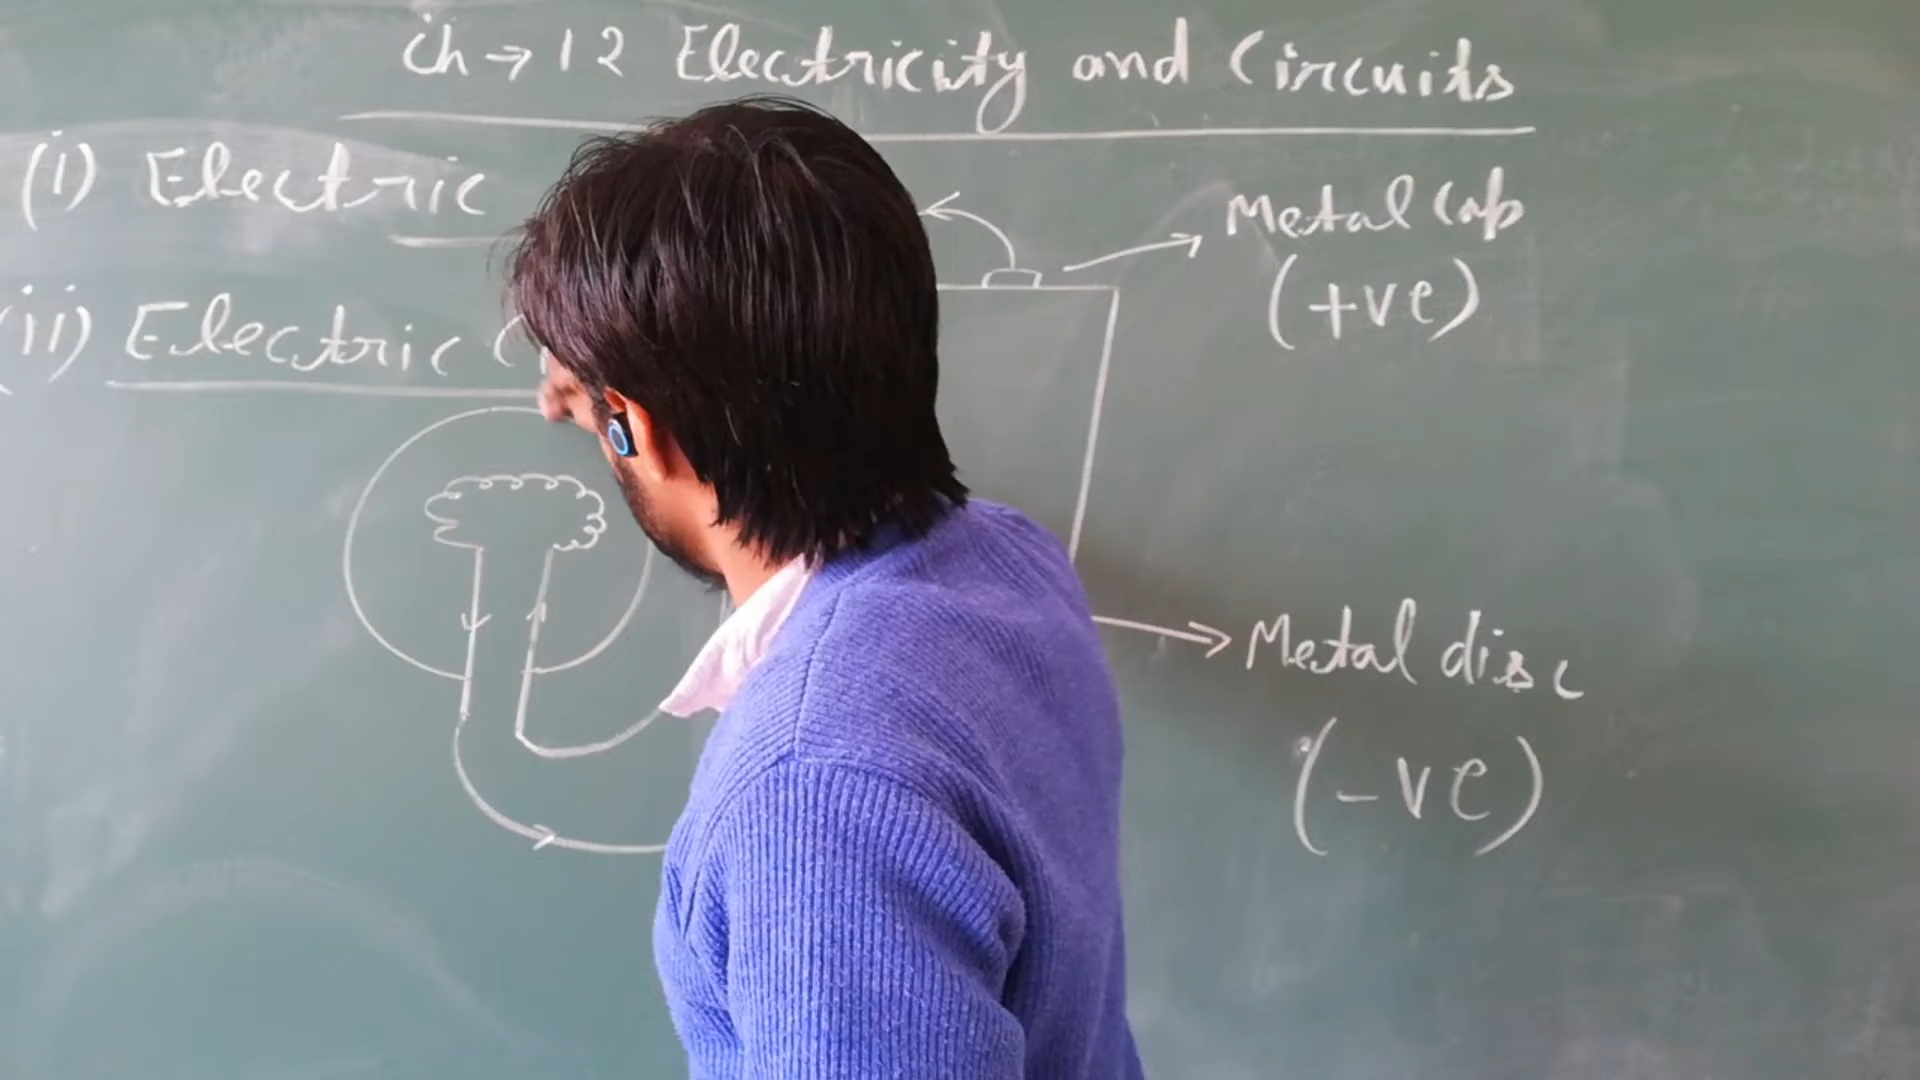 Ch → 12 Electricity and Circuits
(i) Electric
Metal Cap
(+ve)
(ii) Electric C
Metal disc
(-ve)